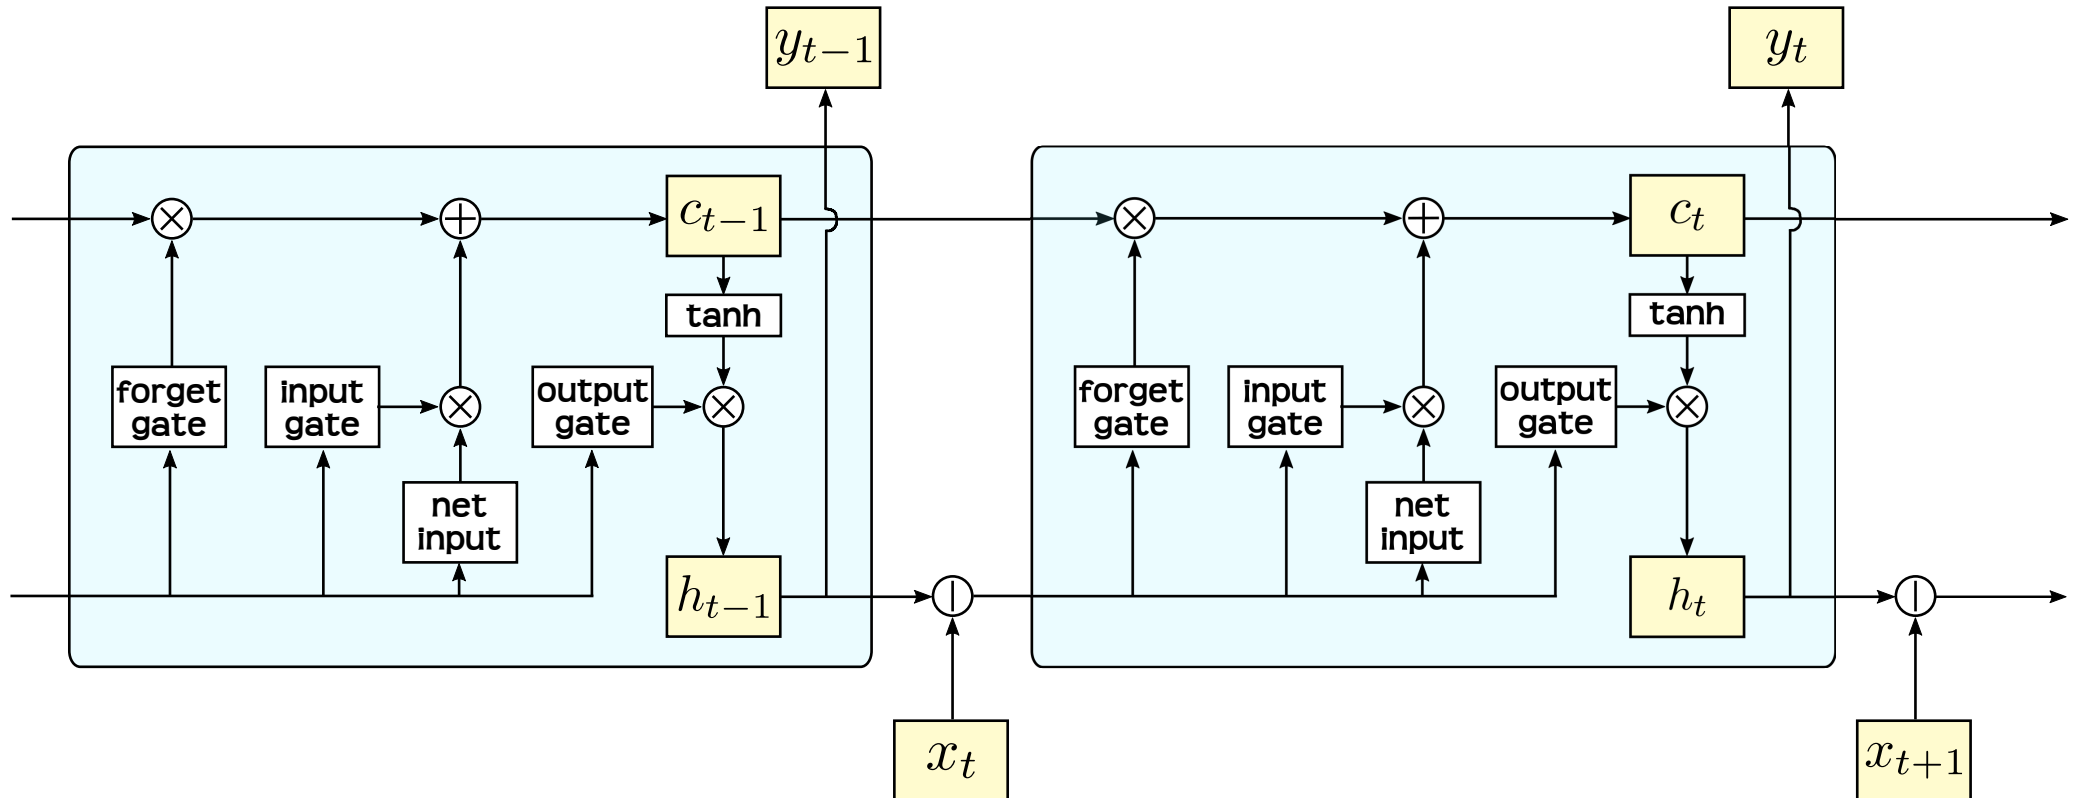 y_{t-1}
y_t
c_{t-1}
c_t
tanh
tanh
forget
gate
input
gate
output
gate
forget
gate
input
gate
output
gate
net
input
net
input
h_{t-1}
h_t
x_t
x_{t+1}